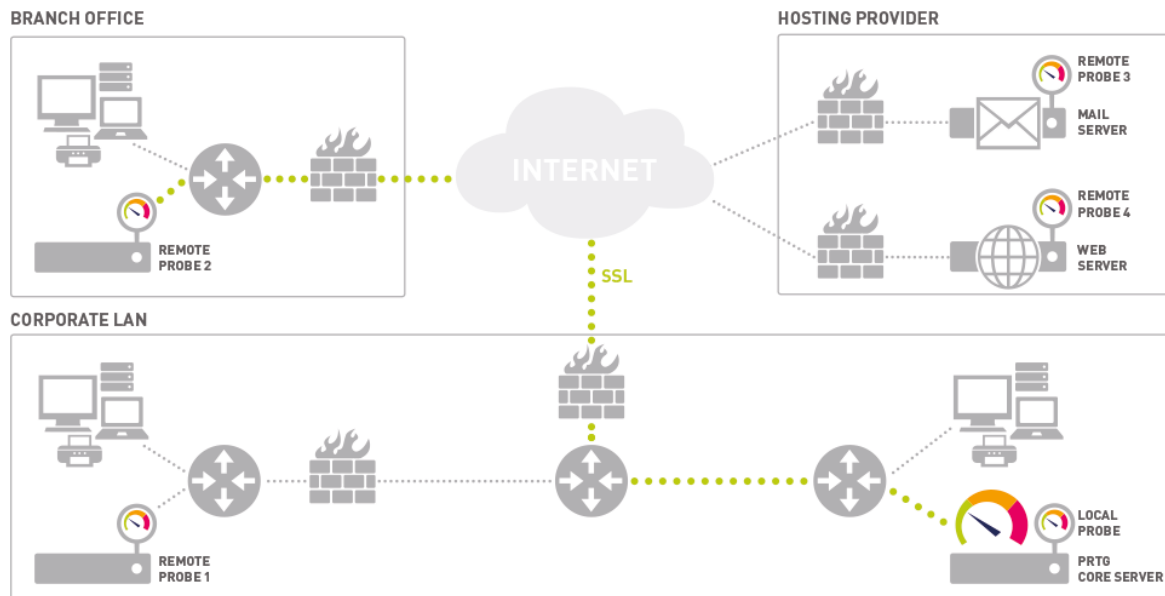 BRANCH OFFICE
HOSTING PROVIDER
REMOTE
PROBE 3
MAIL
SERVER
INTERNET
REMOTE
PROBE 4
REMOTE
PROBE 2
WEB
SERVER
SSL
CORPORATE LAN
LOCAL
PROBE
REMOTE
PROBE 1
PRTG
CORE SERVER